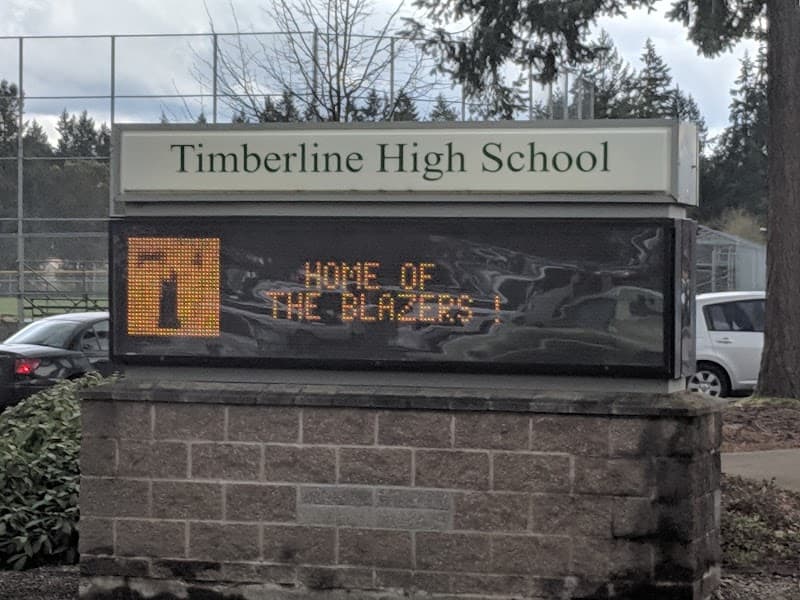 Timberline High School
HOME OF
THE BLAZERS !